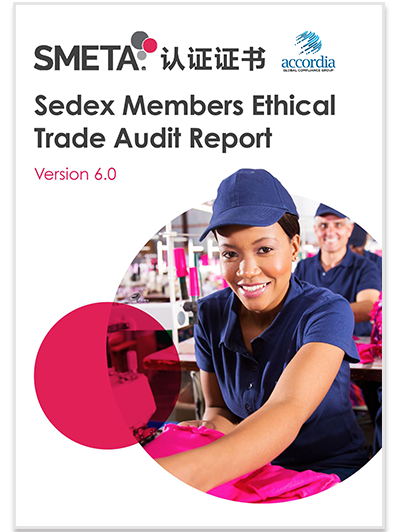 SMETA 认证证书
accordia
GLOBAL COMPLIANCE GROUP
Sedex Members Ethical
Trade Audit Report
Version 6.0